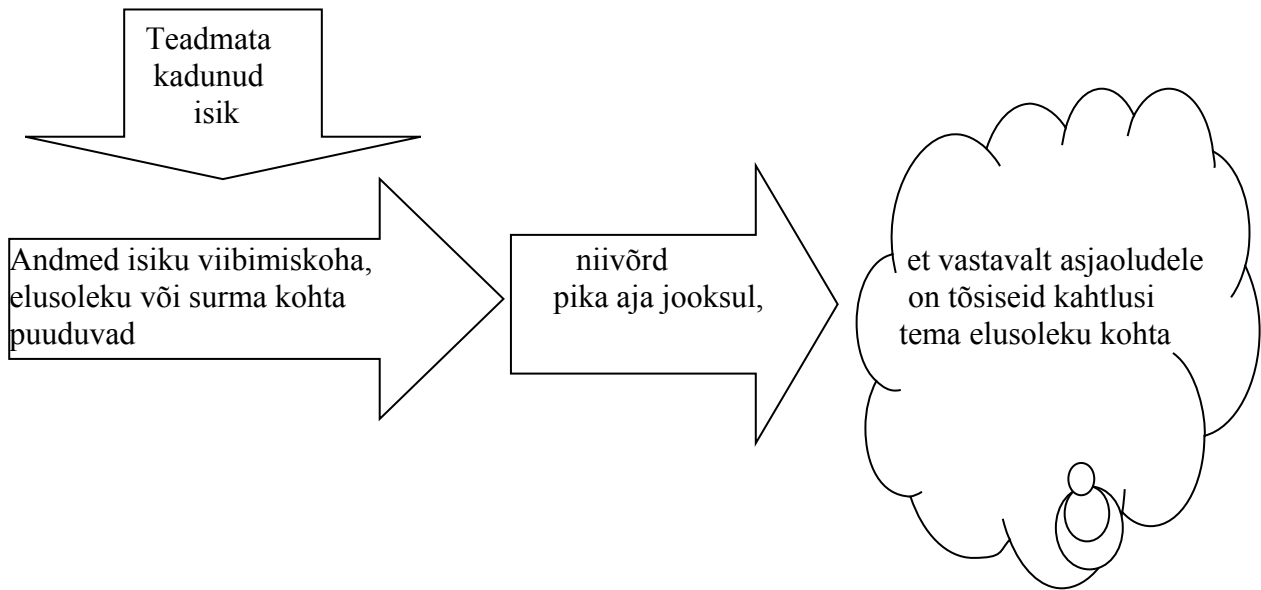 Teadmata
kadunud
isik
Andmed isiku viibimiskoha,
elusoleku või surma kohta
puuduvad
niivõrd
pika aja jooksul,
et vastavalt asjaoludele
on tõsiseid kahtlusi
tema elusoleku kohta